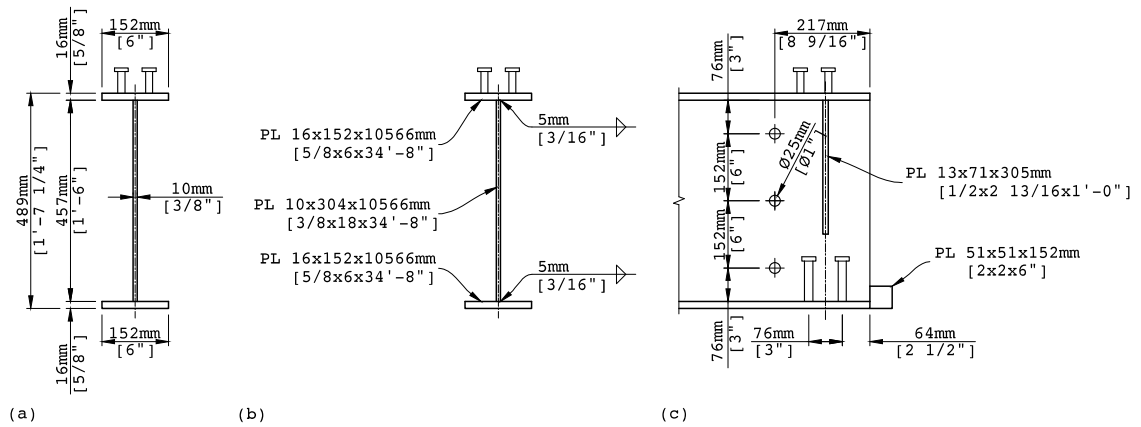 152mm
[6"]
16mm
[5/8"]
489mm
[1'-7 1/4"]
457mm
[1'-6"]
10mm
[3/8"]
152mm
[6"]
16mm
[5/8"]
(a)
PL 16x152x10566mm
[5/8x6x34'-8"]
5mm
[3/16"]
PL 10x304x10566mm
[3/8x18x34'-8"]
PL 16x152x10566mm
[5/8x6x34'-8"]
5mm
[3/16"]
(b)
217mm
[8 9/16"]
76mm
[3"]
Ø25mm
[Ø1"]
152mm
[6"]
152mm
[6"]
PL 13x71x305mm
[1/2x2 13/16x1'-0"]
PL 51x51x152mm
[2x2x6"]
76mm
[3"]
76mm
[3"]
64mm
[2 1/2"]
(c)